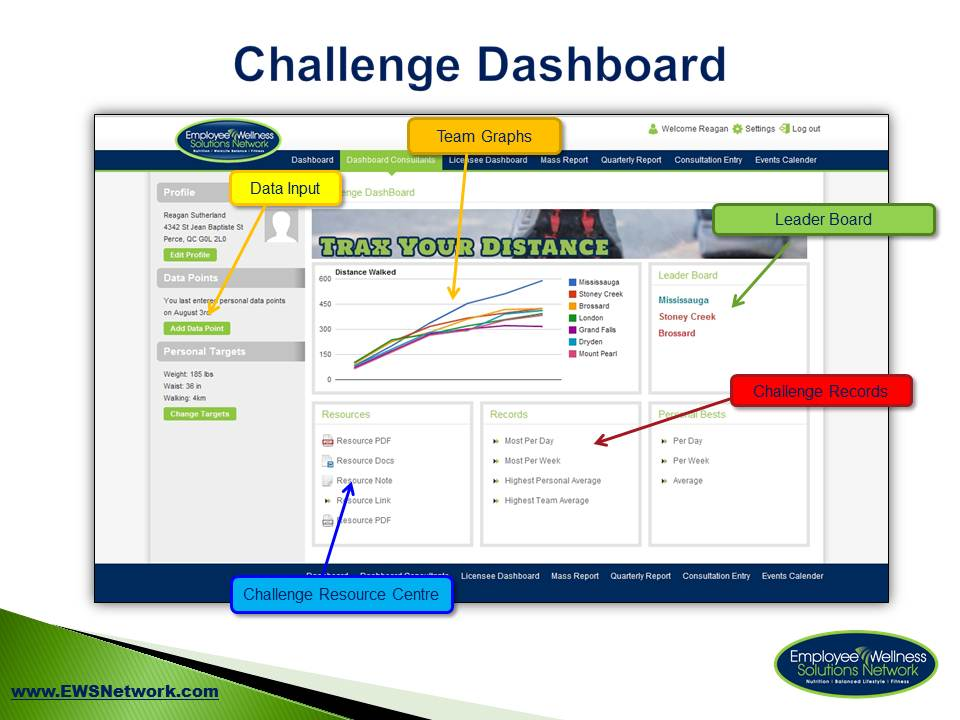 Challenge Dashboard
Employee Wellness
Solutions Network
Nutrition | Balanced Lifestyle | Fitness
Team Graphs
Welcome Reagan Settings Log out
Dashboard Dashboard Consultants Licensee Dashboard Mass Report Quarterly Report Consultation Entry Events Calender
Profile
Data Input
DashBoard
Reagan Sutherland
4342 St Jean Baptiste St
Perce, QC G0L 2L0
Edit Profile
Leader Board
TRAX YOUR DISTANCE
Data Points
You last entered personal data points
on August 3rd
Add Data Point
Personal Targets
Weight: 185 lbs
Waist: 36 in
Walking: 4km
Change Targets
Distance Walked
600
450
300
150
0
Mississauga
Stoney Creek
Brossard
London
Grand Falls
Dryden
Mount Pearl
Leader Board
Mississauga
Stoney Creek
Brossard
Challenge Records
Resources
Resource PDF
Resource Docs
Resource Note
Resource Link
Resource PDF
Records
Most Per Day
Most Per Week
Highest Personal Average
Highest Team Average
Personal Bests
Per Day
Per Week
Average
Dashboard Dashboard Consultants Licensee Dashboard Mass Report Quarterly Report Consultation Entry Events Calender
Challenge Resource Centre
Employee Wellness
Solutions Network
Nutrition | Balanced Lifestyle | Fitness
www.EWSNetwork.com